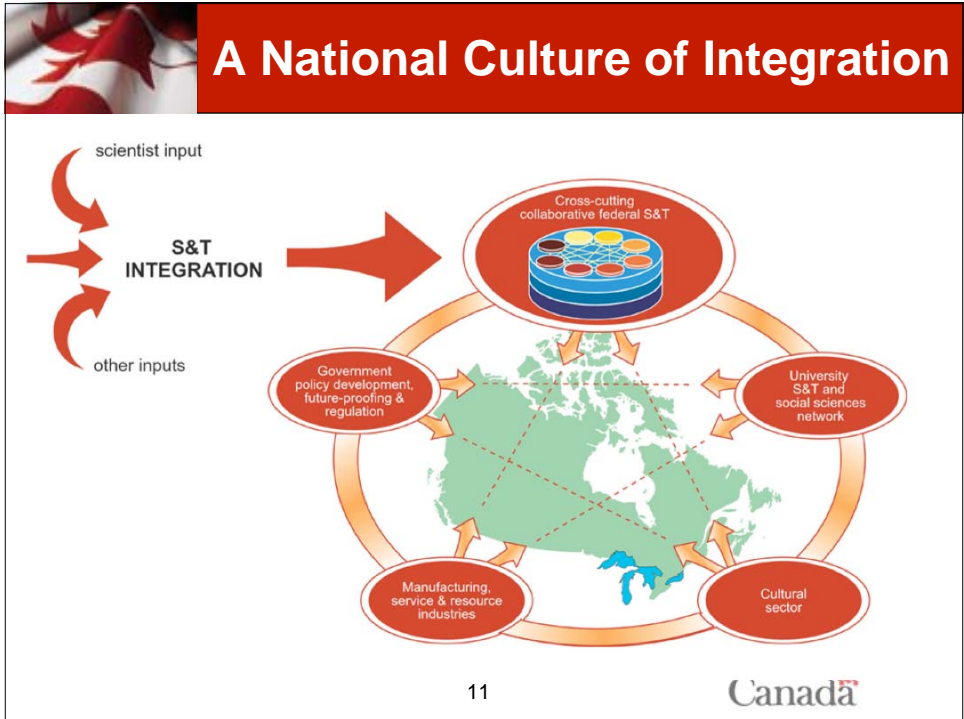 A National Culture of Integration
scientist input
S&T
INTEGRATION
other inputs
Cross-cutting
collaborative federal S&T
Government
policy development,
future-proofing &
regulation
University
S&T and
social sciences
network
Manufacturing,
service & resource
industries
Cultural
sector
11
Canada